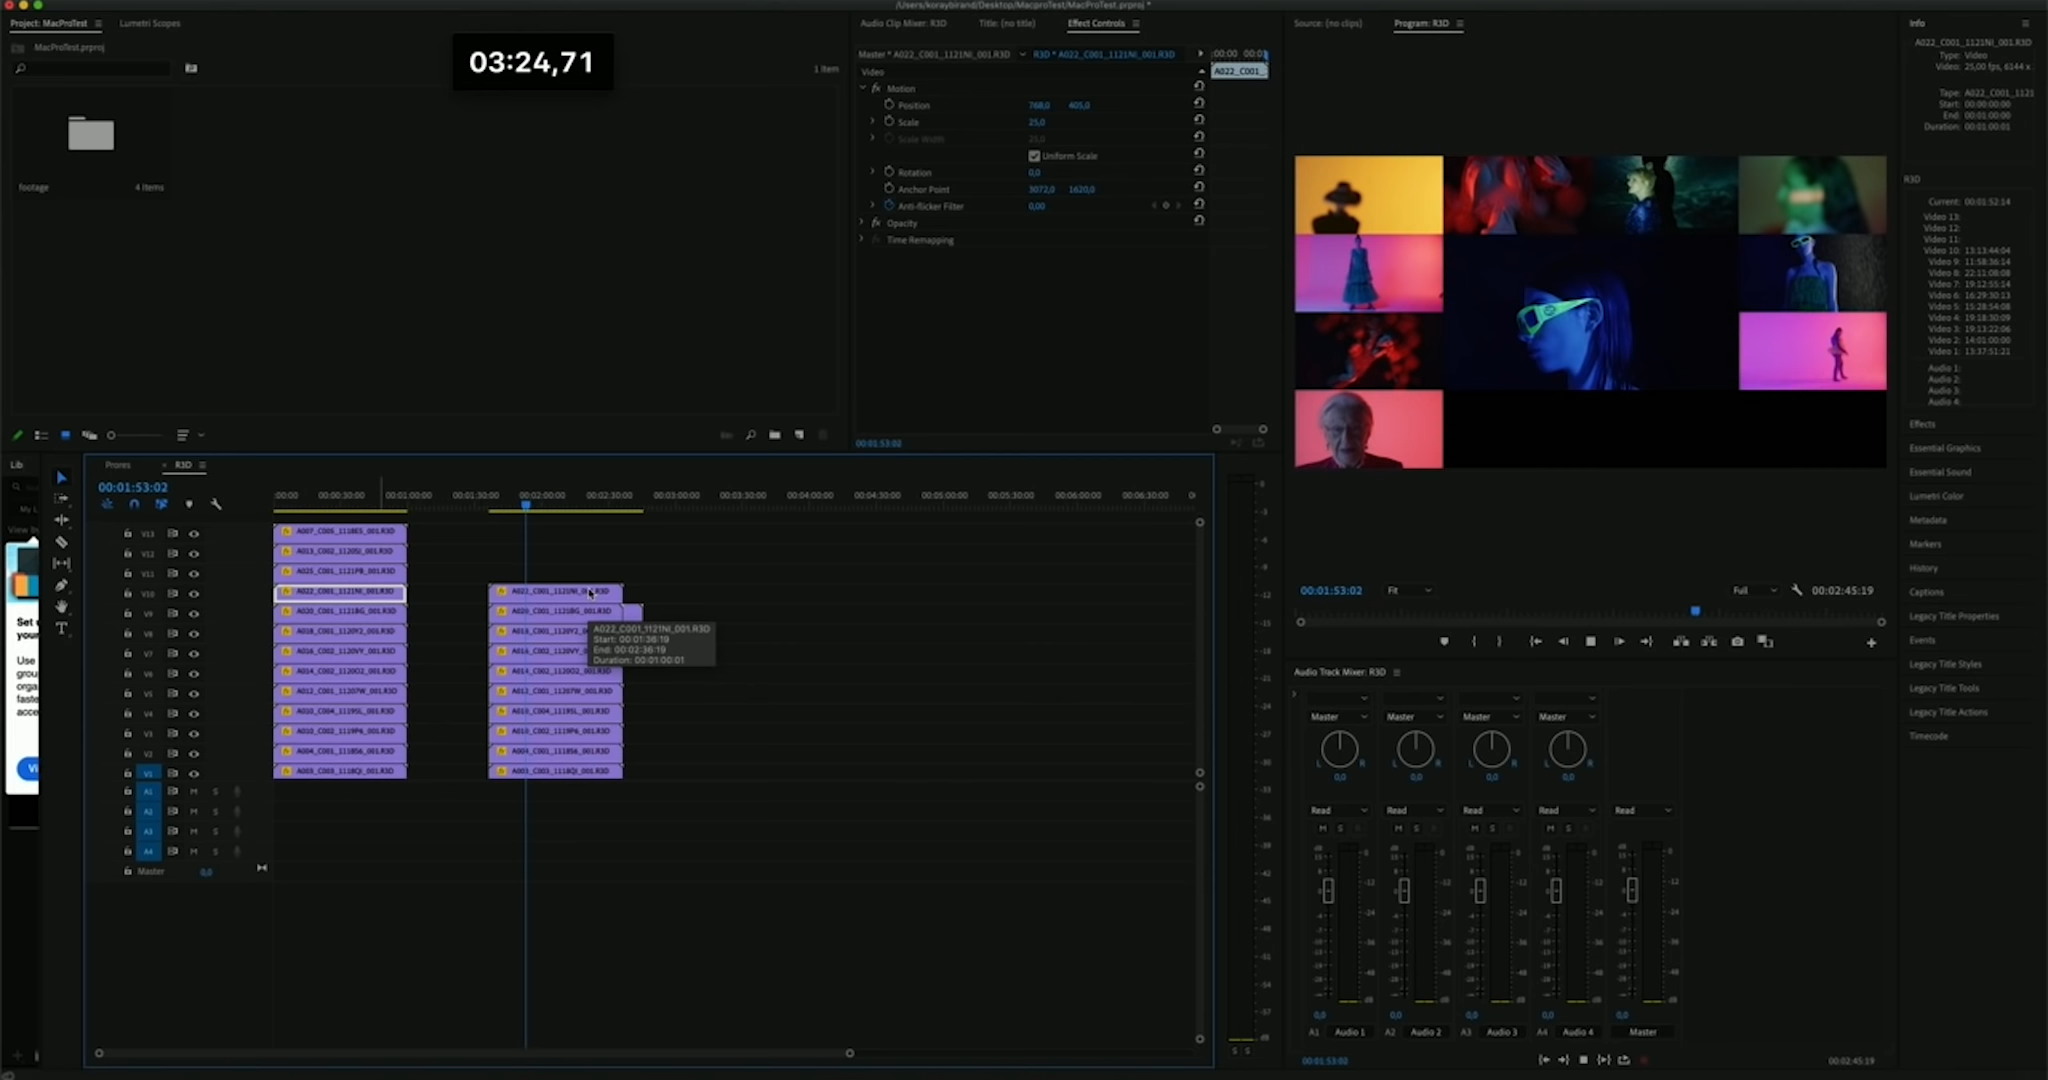 /Users/koraybirand/Desktop/MacproTest/MacProTest.prproj *
Project: MacProTest
Lumetri Scopes
MacProTest.prproj
1 Item
footage
4 Items
03:24,71
Audio Clip Mixer: R3D
Title: (no title)
Effect Controls
Master * A022_C001_1121NI_001.R3D
R3D * A022_C001_1121NI_001.R3D
:00:00
00:0
A022_C001_
Video
fx Motion
Position 768,0 405,0
Scale 25,0
Scale Width 25,0
Uniform Scale
Rotation 0,0
Anchor Point 3072,0 1620,0
Anti-flicker Filter 0,00
fx Opacity
fx Time Remapping
00:01:53:02
Source: (no clips)
Program: R3D
00:01:53:02
Fit
Full
00:02:45:19
Info
A022_C001_1121NI_001.R3D
Type: Video
Video: 25,00 fps, 6144 x
Tape: A022_C001_1121
Start: 00:00:00:00
End: 00:01:00:00
Duration: 00:01:00:01
R3D
Current: 00:01:52:14
Video 13:
Video 12:
Video 11:
Video 10: 13:13:44:04
Video 9: 11:58:36:14
Video 8: 22:11:08:08
Video 7: 19:12:55:14
Video 6: 16:29:30:13
Video 5: 15:28:54:08
Video 4: 19:18:30:09
Video 3: 19:13:22:06
Video 2: 14:01:00:00
Video 1: 13:37:51:21
Audio 1:
Audio 2:
Audio 3:
Audio 4:
Effects
Essential Graphics
Essential Sound
Lumetri Color
Metadata
Markers
History
Captions
Legacy Title Properties
Events
Legacy Title Styles
Legacy Title Tools
Legacy Title Actions
Timecode
Lib
My L
View b
Set u
your
Use
grou
orga
faste
acce
Vi
Prores
R3D
00:01:53:02
:00:00 00:00:30:00 00:01:00:00 00:01:30:00 00:02:00:00 00:02:30:00 00:03:00:00 00:03:30:00 00:04:00:00 00:04:30:00 00:05:00:00 00:05:30:00 00:06:00:00 00:06:30:00
V13 A007_C005_1118E5_001.R3D
V12 A013_C002_1120SJ_001.R3D
V11 A025_C001_1121PB_001.R3D
V10 A022_C001_1121NI_001.R3D
V9 A020_C001_1121BG_001.R3D A020_C001_1121BG_001.R3D
V8 A018_C001_1120Y2_001.R3D
V7 A016_C002_1120VY_001.R3D
V6 A014_C002_1120O2_001.R3D A014_C002_1120O2_001.R3D
V5 A012_C001_11207W_001.R3D A012_C001_11207W_001.R3D
V4 A010_C004_1119SL_001.R3D A010_C004_1119SL_001.R3D
V3 A010_C002_1119P6_001.R3D A010_C002_1119P6_001.R3D
V2 A004_C001_1118S6_001.R3D A004_C001_1118S6_001.R3D
V1 A003_C003_1118QI_001.R3D A003_C003_1118QI_001.R3D
A022_C001_1121NI_001.R3D
Start: 00:01:36:19
End: 00:02:36:19
Duration: 00:01:00:01
A1 M S
A2 M S
A3 M S
A4 M S
Master 0,0
S S
Audio Track Mixer: R3D
Master Master Master Master
L R L R L R L R
0,0 0,0 0,0 0,0
Read Read Read Read Read
M S M S M S M S
0,0 0,0 0,0 0,0 0,0
A1 Audio 1 A2 Audio 2 A3 Audio 3 A4 Audio 4 Master
00:01:53:02
00:02:45:19